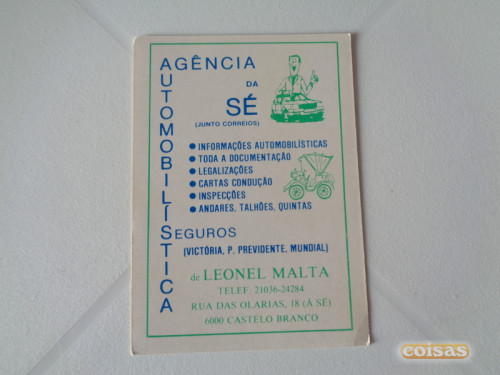 AGÊNCIA
AUTOMOBILÍSTICA
DA
SÉ
(JUNTO CORREIOS)
● INFORMAÇÕES AUTOMOBILÍSTICAS
● TODA A DOCUMENTAÇÃO
● LEGALIZAÇÕES
● CARTAS CONDUÇÃO
● INSPECÇÕES
● ANDARES, TALHÕES, QUINTAS
SEGUROS
(VICTÓRIA, P. PREVIDENTE, MUNDIAL)
de LEONEL MALTA
TELEF. 21036-24284
RUA DAS OLARIAS, 18 (À SÉ)
6000 CASTELO BRANCO
coisas